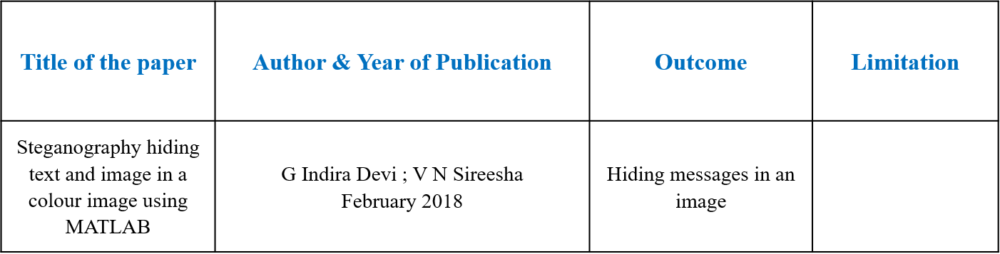 Title of the paper
Author & Year of Publication
Outcome
Limitation
Steganography hiding
text and image in a
colour image using
MATLAB
G Indira Devi ; V N Sireesha
February 2018
Hiding messages in an
image